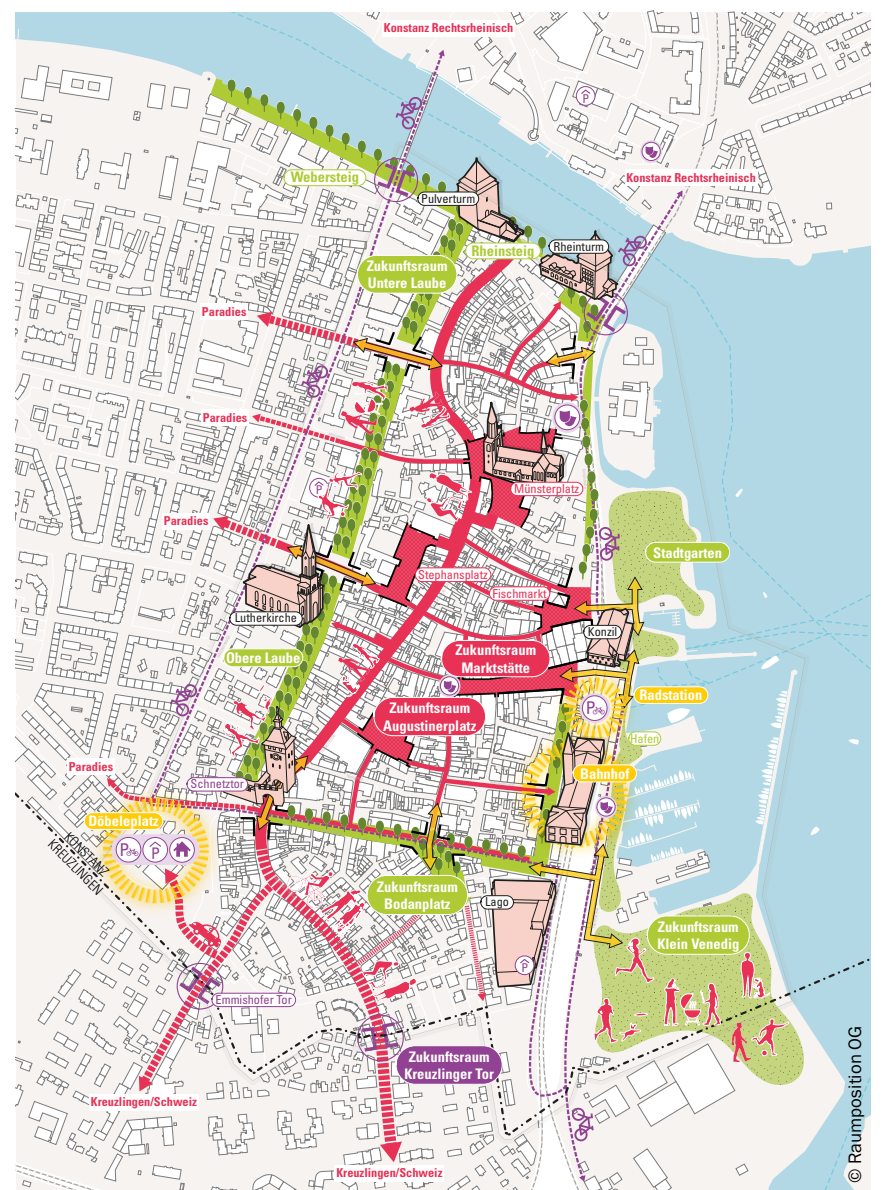 Konstanz Rechtsrheinisch
P
Konstanz Rechtsrheinisch
Webersteig
Pulverturm
Rheinsteig
Rheinturm
Zukunftsraum
Untere Laube
Paradies
Paradies
P
Münsterplatz
Paradies
Stadtgarten
Stephansplatz
Fischmarkt
Lutherkirche
Konzil
Obere Laube
Zukunftsraum
Marktstätte
Radstation
P
Zukunftsraum
Augustinerplatz
Hafen
Paradies
Bahnhof
Schnetztor
Döbeleplatz
P
P
KONSTANZ
KREUZLINGEN
Zukunftsraum
Bodanplatz
Lago
P
Zukunftsraum
Klein Venedig
Emmishofer Tor
Zukunftsraum
Kreuzlinger Tor
Kreuzlingen/Schweiz
Kreuzlingen/Schweiz
© Raumposition OG